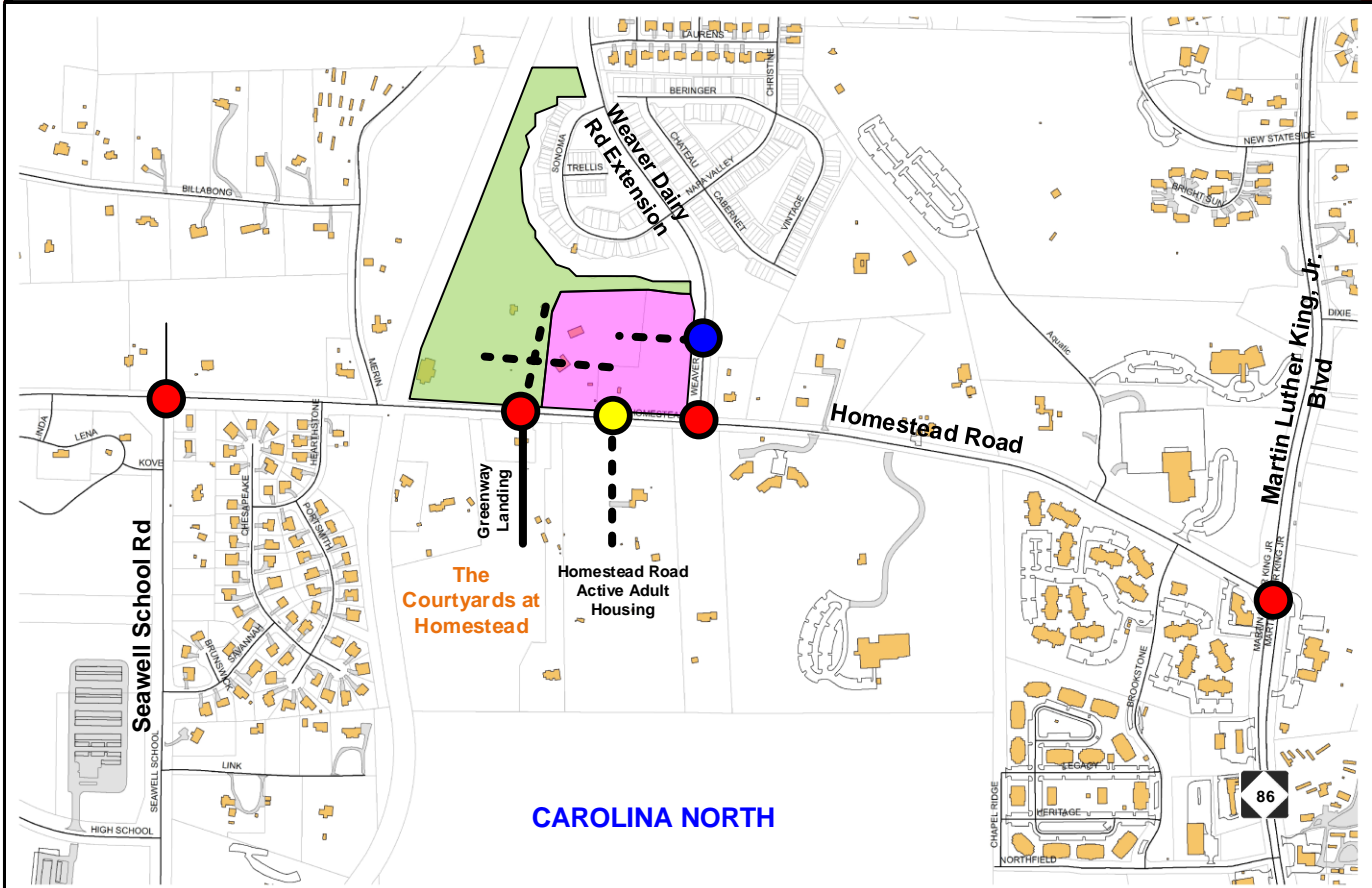 LAURENS
CHRISTINE
BERINGER
Weaver Dairy
Rd Extension
SONOMA
TRELLIS
CHATEAU
NAPA VALLEY
CABERNET
VINTAGE
NEW STATESIDE
BRIGHT SUN
BILLABONG
DIXIE
MERIN
Aquatic
Martin Luther King, Jr.
Blvd
WEAVER
HOMESTEAD
Homestead Road
LINDA
LENA
KOVE
HEARTHSTONE
CHESAPEAKE
PORTSMITH
SAVANNAH
BRUNSWICK
Seawell School Rd
SEAWELL SCHOOL
LINK
HIGH SCHOOL
Greenway
Landing
The
Courtyards at
Homestead
Homestead Road
Active Adult
Housing
CAROLINA NORTH
BROOKSTONE
LEGACY
HERITAGE
CHAPEL RIDGE
NORTHFIELD
86